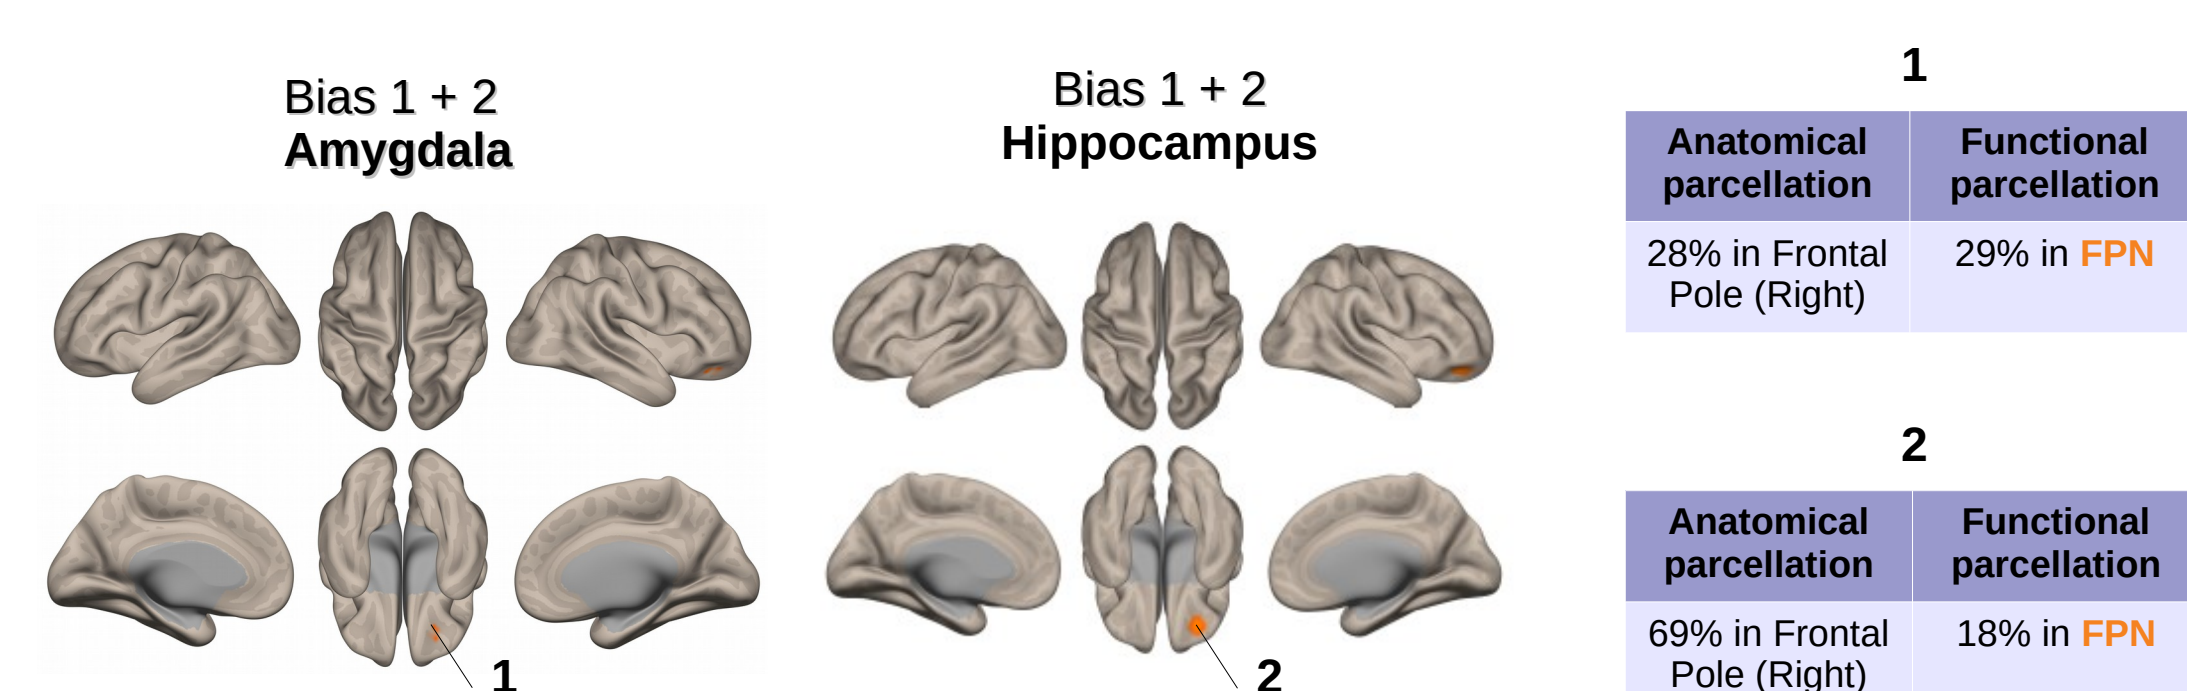 Bias 1 + 2
Amygdala
1
Bias 1 + 2
Hippocampus
2
1
Anatomical parcellation
Functional parcellation
28% in Frontal Pole (Right)
29% in FPN
2
Anatomical parcellation
Functional parcellation
69% in Frontal Pole (Right)
18% in FPN